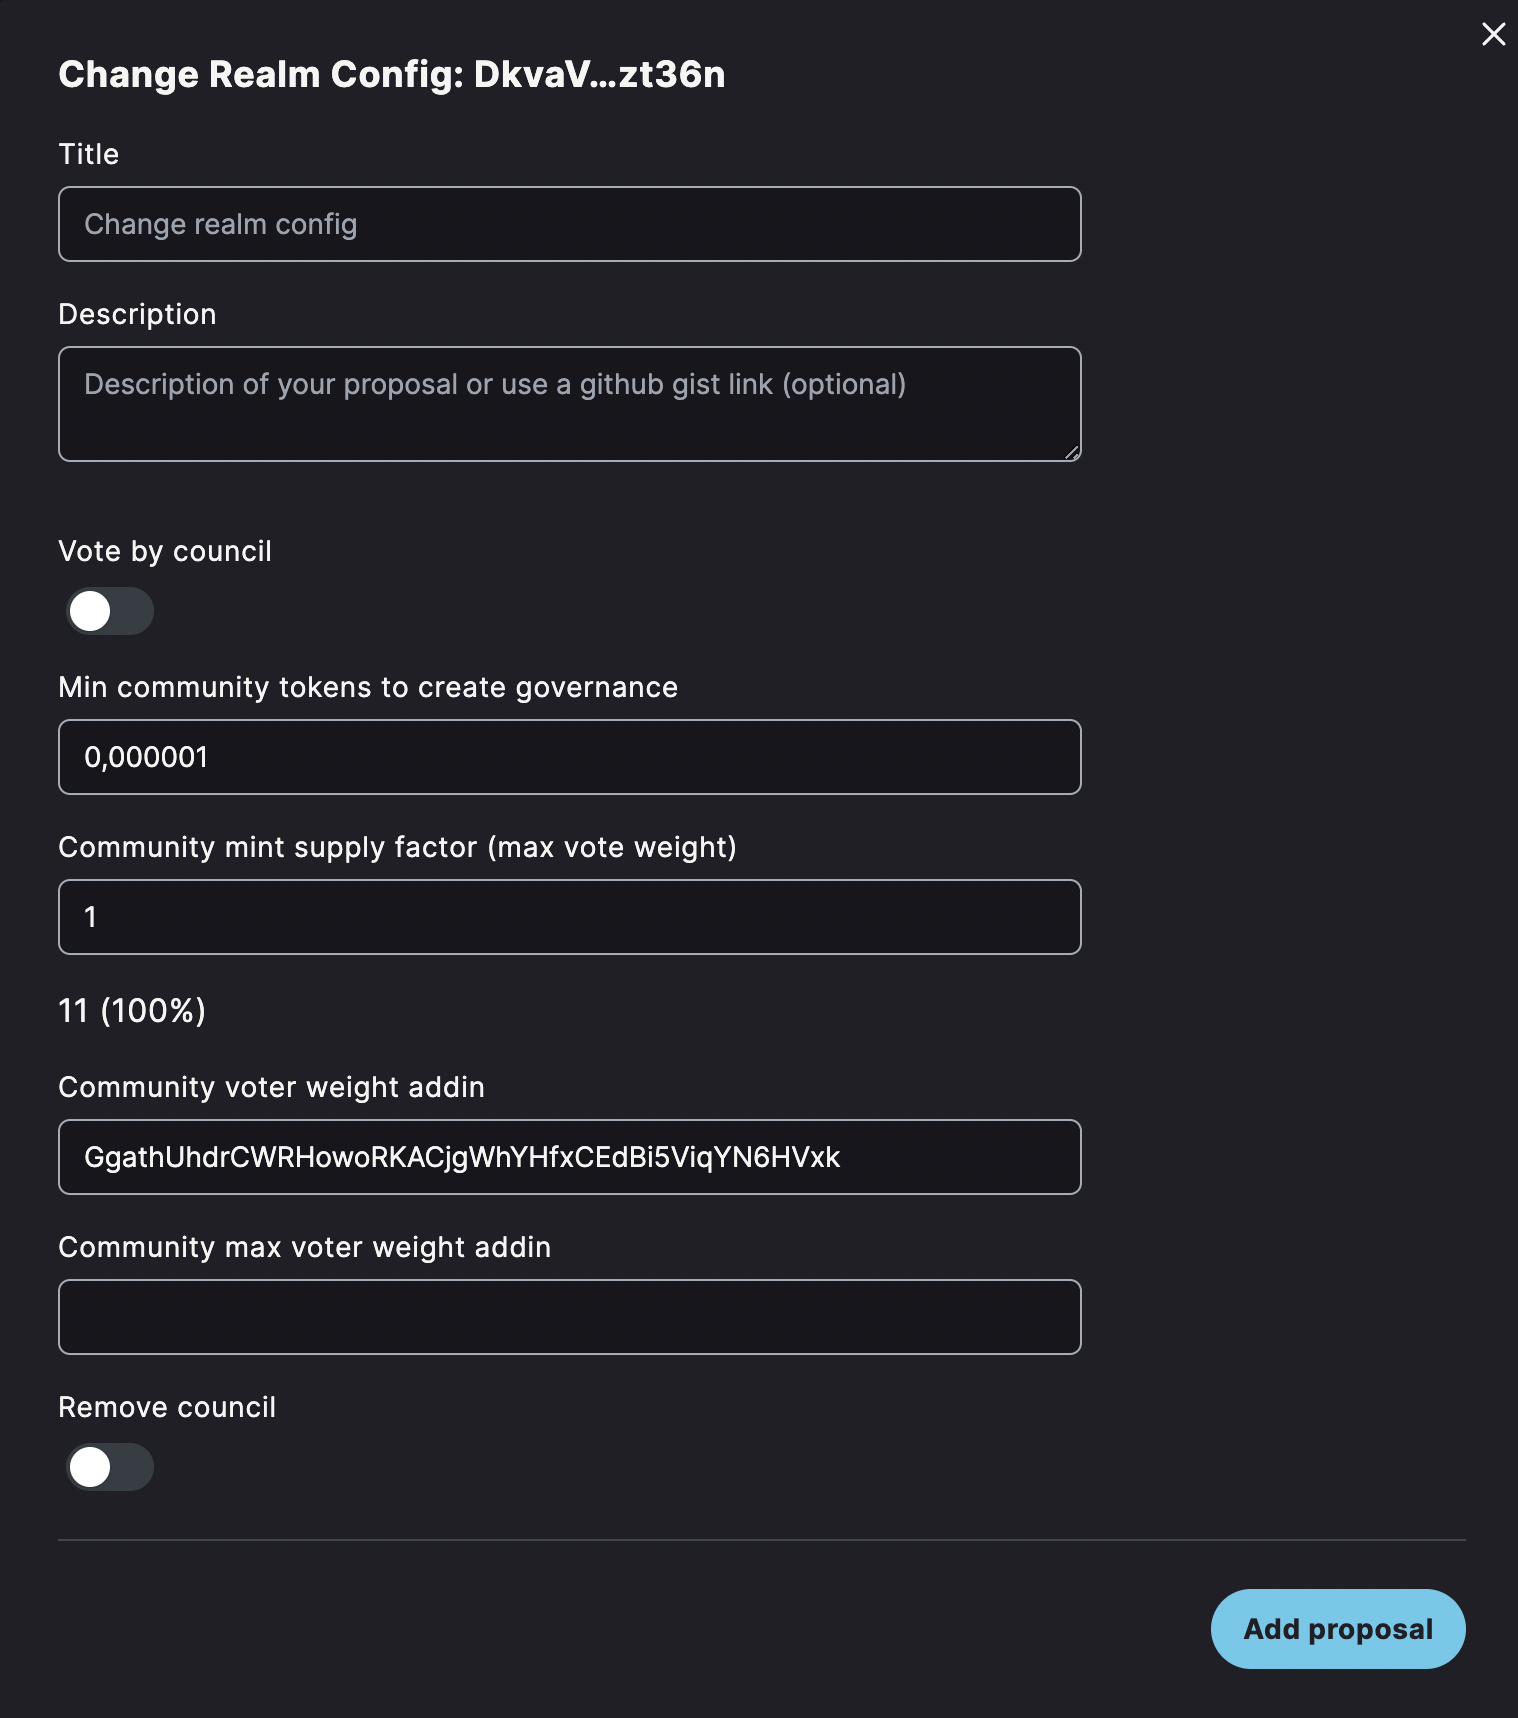 Change Realm Config: DkvaV...zt36n
Title
Change realm config
Description
Description of your proposal or use a github gist link (optional)
Vote by council
Min community tokens to create governance
0,000001
Community mint supply factor (max vote weight)
1
11 (100%)
Community voter weight addin
GgathUhdrCWRHowoRKACjgWhYHfxCEdBi5ViqYN6HVxk
Community max voter weight addin
Remove council
Add proposal